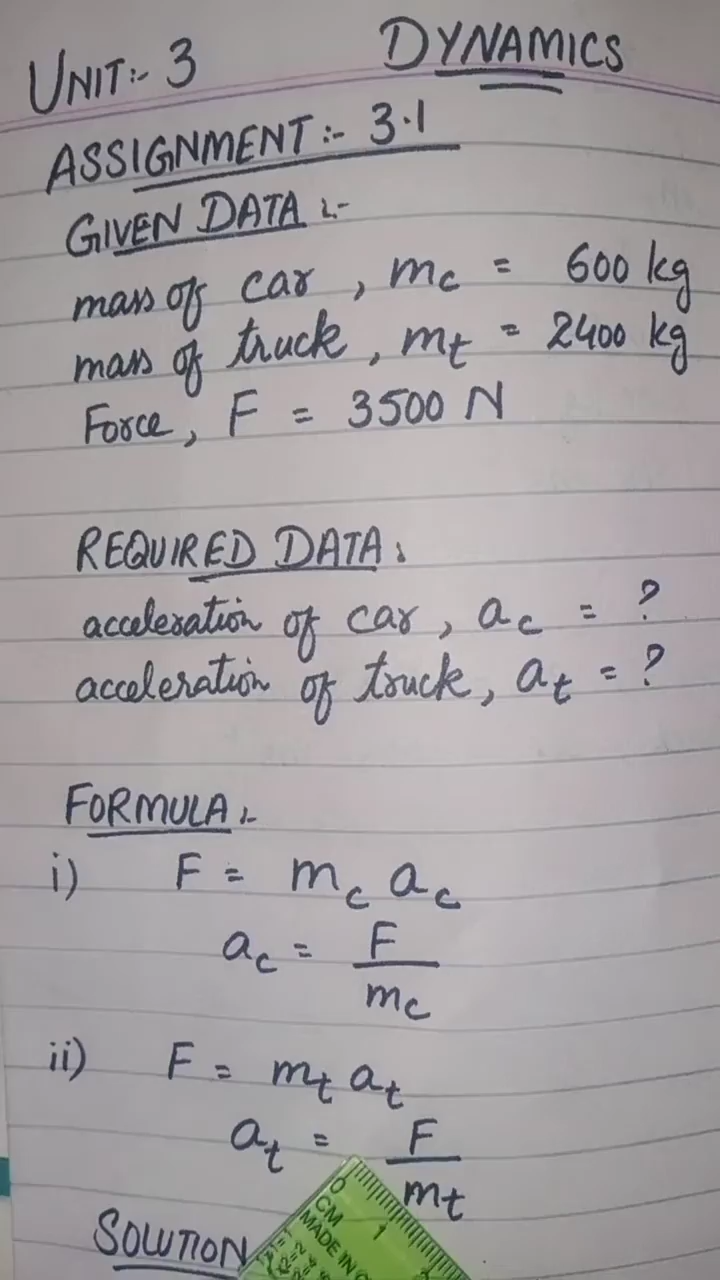 UNIT:- 3 DYNAMICS
ASSIGNMENT:- 3.1
GIVEN DATA :-
mass of car , mc = 600 kg
mass of truck , mt = 2400 kg
Force , F = 3500 N
REQUIRED DATA:
acceleration of car , ac = ?
acceleration of truck , at = ?
FORMULA:-
i) F = mc ac
ac = F
mc
ii) F = mt at
at = F
mt
SOLUTION
0 CM 1
MADE IN